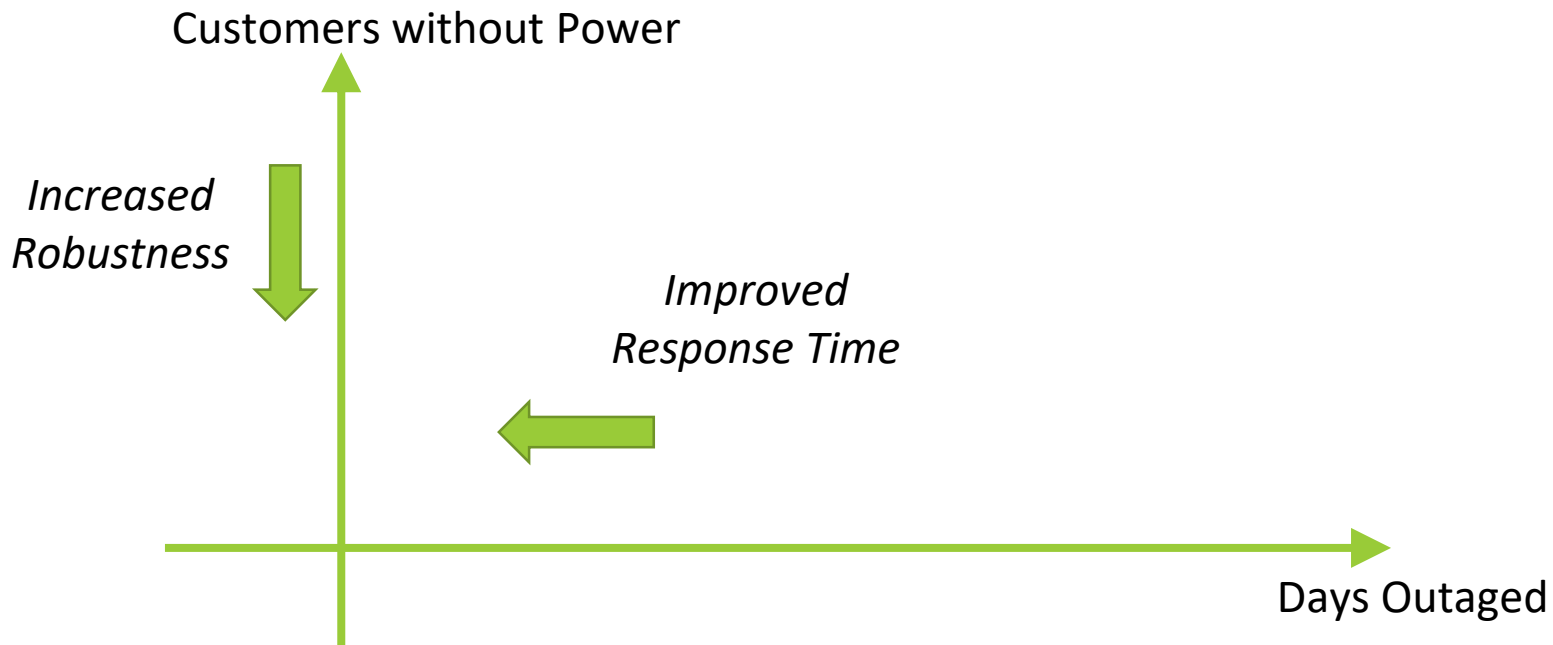 Customers without Power
Increased
Robustness
Improved
Response Time
Days Outaged